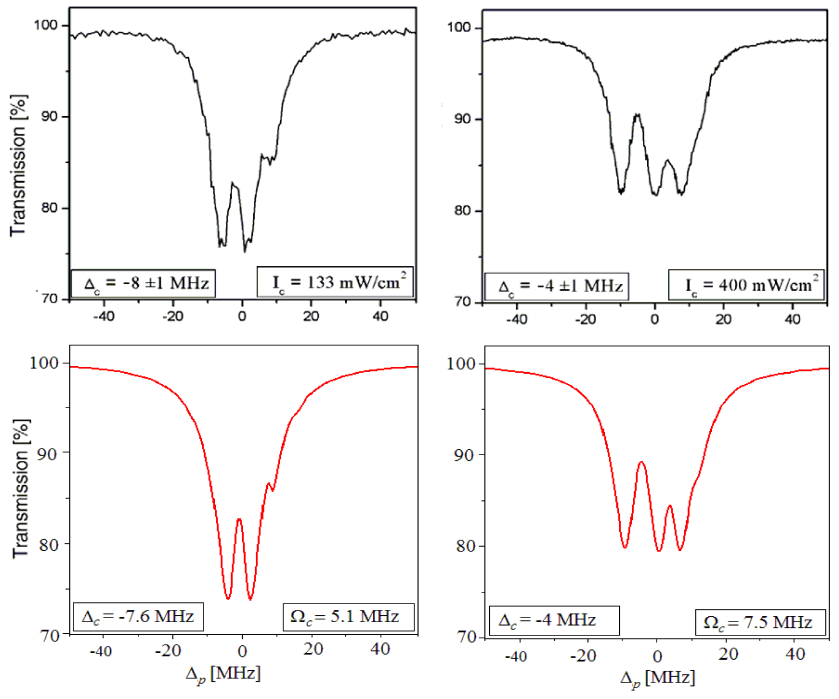 100
90
80
70
Transmission [%]
Δc = -8 ±1 MHz
Ic = 133 mW/cm²
-40 -20 0 20 40
100
90
80
70
Δc = -4 ±1 MHz
Ic = 400 mW/cm²
-40 -20 0 20 40
100
90
80
70
Transmission [%]
Δc = -7.6 MHz
Ωc = 5.1 MHz
-40 -20 0 20 40
Δp [MHz]
100
90
80
70
Δc = -4 MHz
Ωc = 7.5 MHz
-40 -20 0 20 40
Δp [MHz]